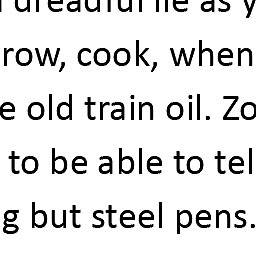 dreadful lie as y
row, cook, when
e old train oil. Zo
to be able to tel
g but steel pens.